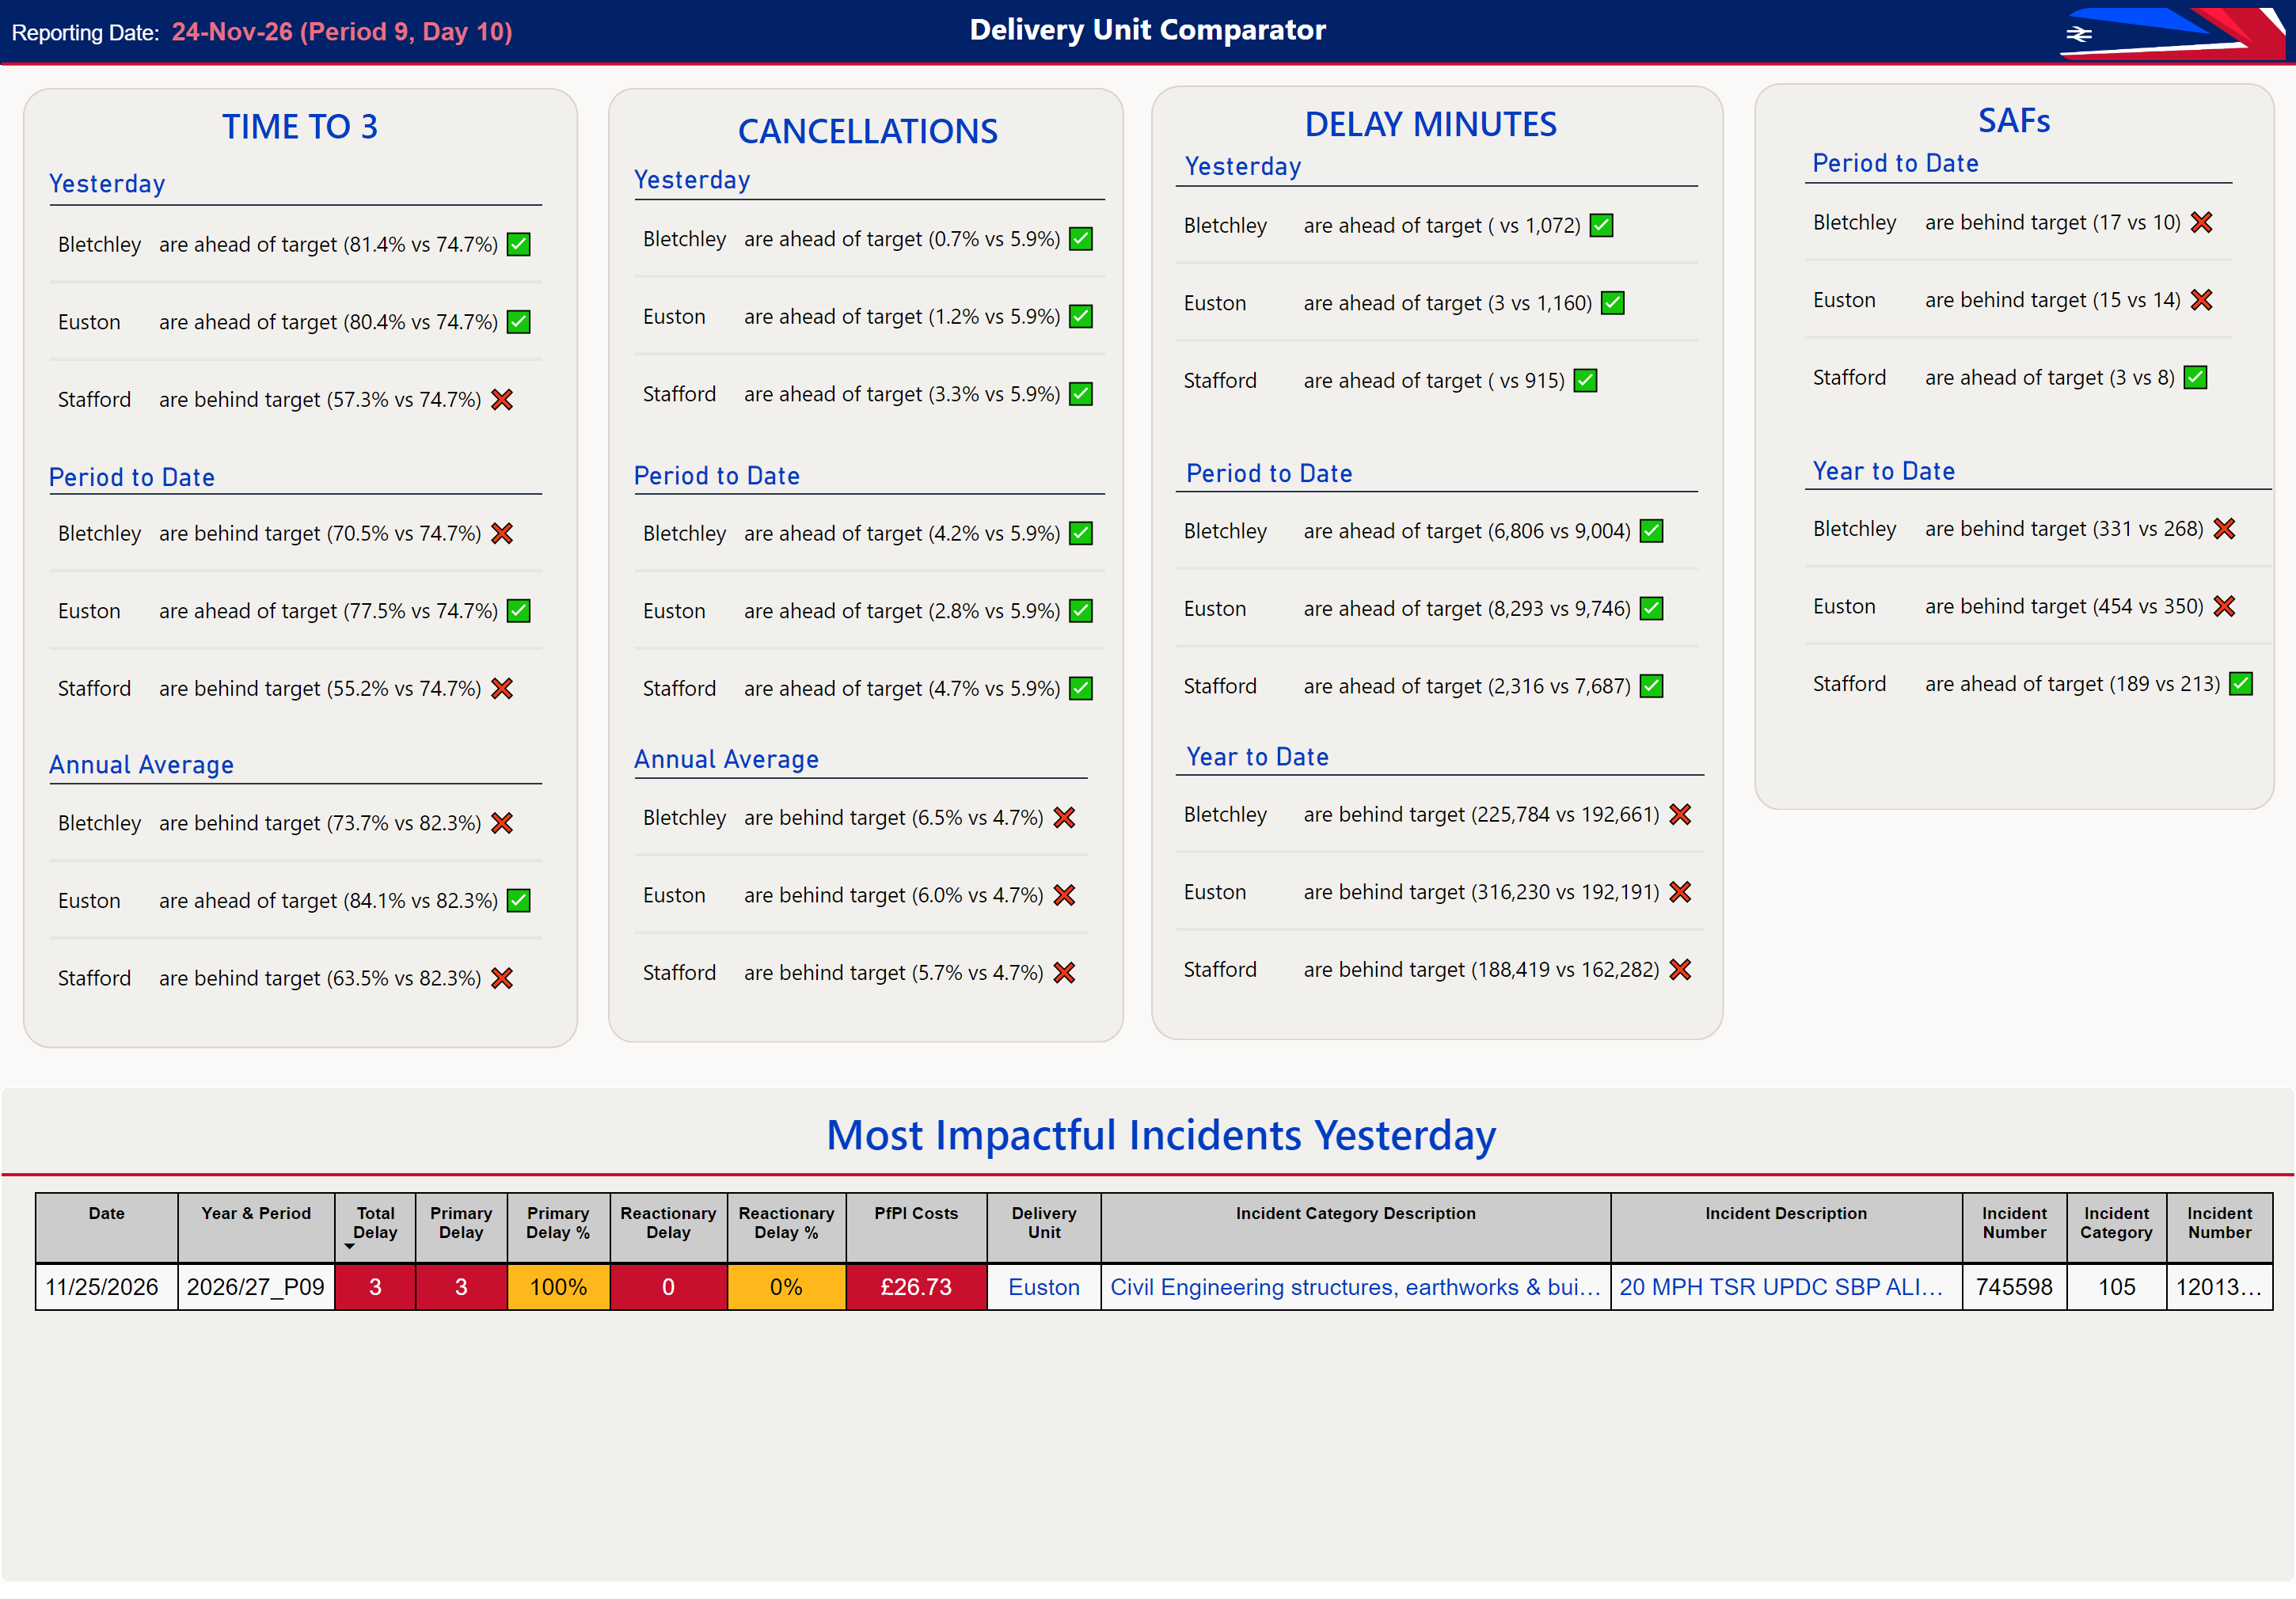 Reporting Date: 24-Nov-26 (Period 9, Day 10)
Delivery Unit Comparator
TIME TO 3
Yesterday
Bletchley are ahead of target (81.4% vs 74.7%) ✅
Euston are ahead of target (80.4% vs 74.7%) ✅
Stafford are behind target (57.3% vs 74.7%) ❌
Period to Date
Bletchley are behind target (70.5% vs 74.7%) ❌
Euston are ahead of target (77.5% vs 74.7%) ✅
Stafford are behind target (55.2% vs 74.7%) ❌
Annual Average
Bletchley are behind target (73.7% vs 82.3%) ❌
Euston are ahead of target (84.1% vs 82.3%) ✅
Stafford are behind target (63.5% vs 82.3%) ❌
CANCELLATIONS
Yesterday
Bletchley are ahead of target (0.7% vs 5.9%) ✅
Euston are ahead of target (1.2% vs 5.9%) ✅
Stafford are ahead of target (3.3% vs 5.9%) ✅
Period to Date
Bletchley are ahead of target (4.2% vs 5.9%) ✅
Euston are ahead of target (2.8% vs 5.9%) ✅
Stafford are ahead of target (4.7% vs 5.9%) ✅
Annual Average
Bletchley are behind target (6.5% vs 4.7%) ❌
Euston are behind target (6.0% vs 4.7%) ❌
Stafford are behind target (5.7% vs 4.7%) ❌
DELAY MINUTES
Yesterday
Bletchley are ahead of target ( vs 1,072) ✅
Euston are ahead of target (3 vs 1,160) ✅
Stafford are ahead of target ( vs 915) ✅
Period to Date
Bletchley are ahead of target (6,806 vs 9,004) ✅
Euston are ahead of target (8,293 vs 9,746) ✅
Stafford are ahead of target (2,316 vs 7,687) ✅
Year to Date
Bletchley are behind target (225,784 vs 192,661) ❌
Euston are behind target (316,230 vs 192,191) ❌
Stafford are behind target (188,419 vs 162,282) ❌
SAFs
Period to Date
Bletchley are behind target (17 vs 10) ❌
Euston are behind target (15 vs 14) ❌
Stafford are ahead of target (3 vs 8) ✅
Year to Date
Bletchley are behind target (331 vs 268) ❌
Euston are behind target (454 vs 350) ❌
Stafford are ahead of target (189 vs 213) ✅
Most Impactful Incidents Yesterday
Date Year & Period Total Delay Primary Delay Primary Delay % Reactionary Delay Reactionary Delay % PfPI Costs Delivery Unit Incident Category Description Incident Description Incident Number Incident Category Incident Number
11/25/2026 2026/27_P09 3 3 100% 0 0% £26.73 Euston Civil Engineering structures, earthworks & bui... 20 MPH TSR UPDC SBP ALI... 745598 105 12013...